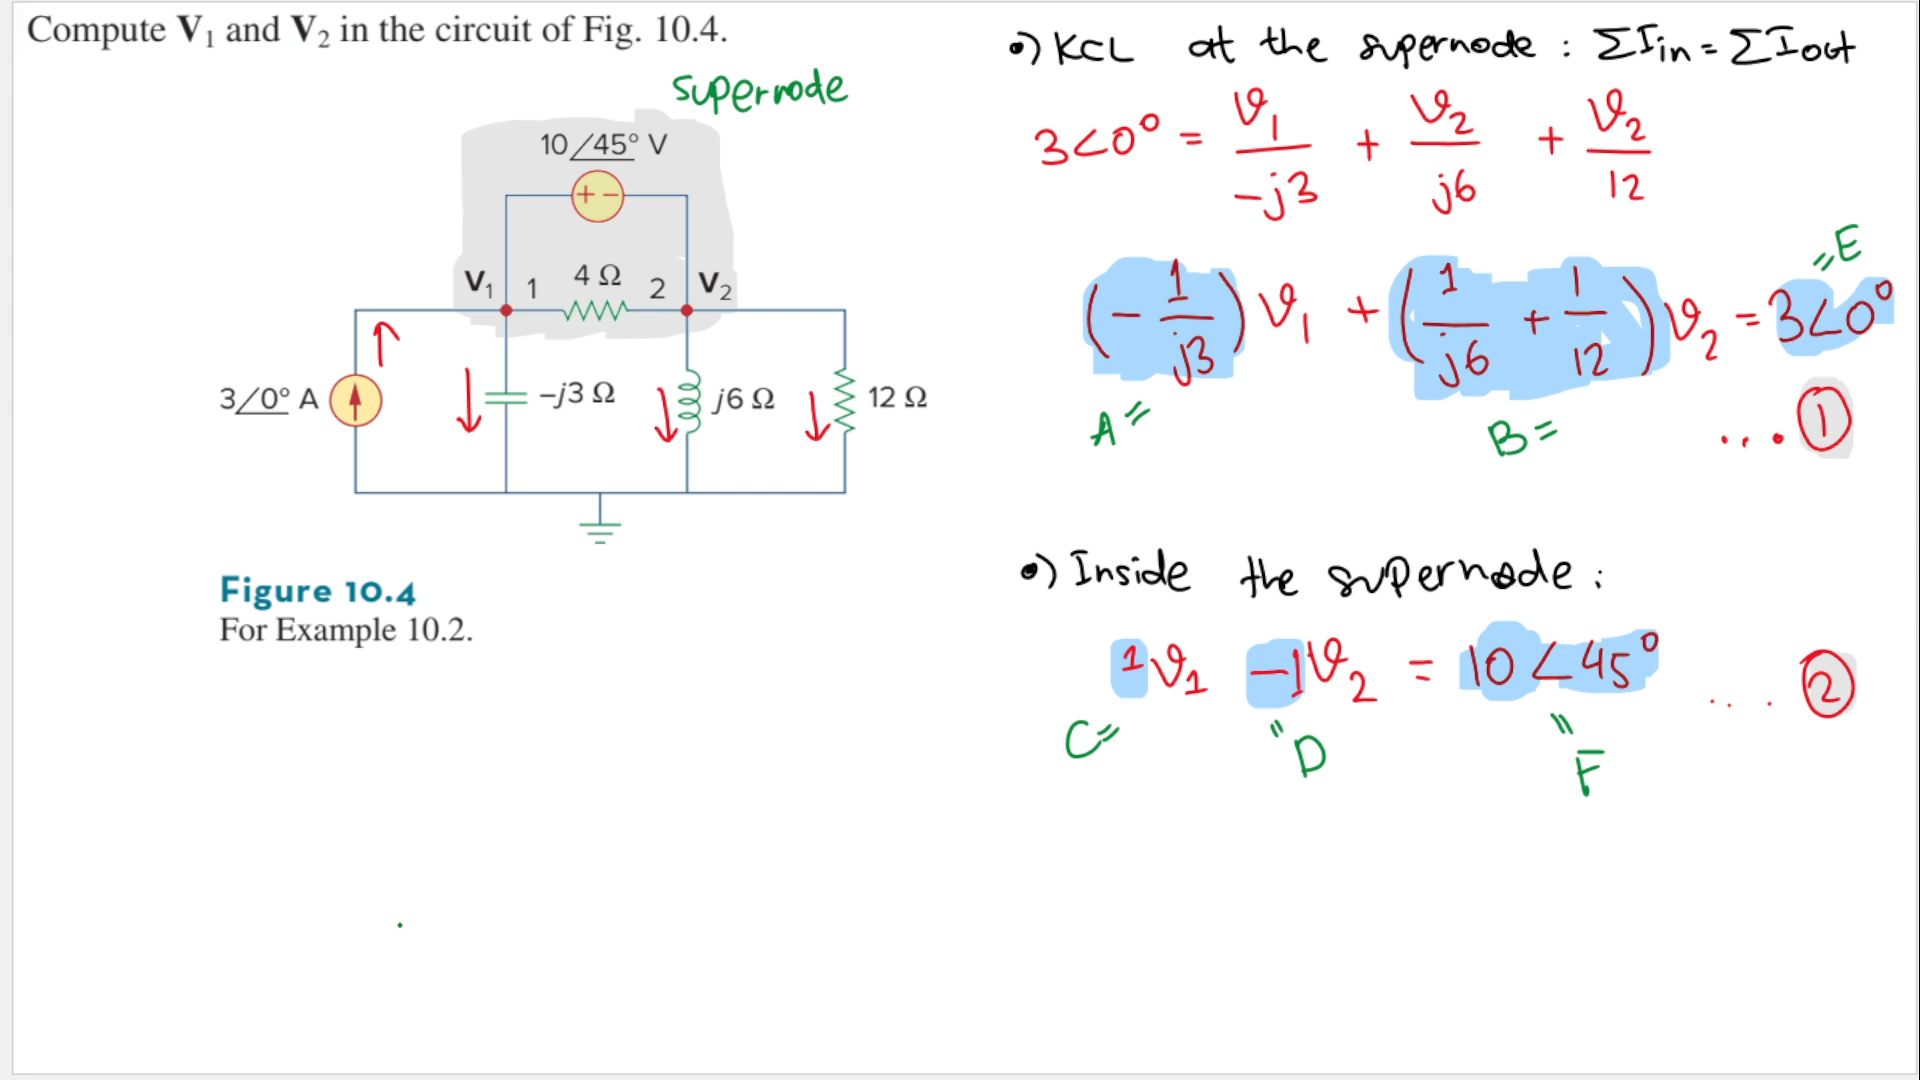 Compute V₁ and V₂ in the circuit of Fig. 10.4.
supernode
10∠45° V
+ −
V₁ 1 4 Ω 2 V₂
3∠0° A
−j3 Ω
j6 Ω
12 Ω
Figure 10.4
For Example 10.2.
•) KCL at the supernode : ΣIin = ΣIout
3∠0° = v₁/−j3 + v₂/j6 + v₂/12
(− 1/j3) v₁ + (1/j6 + 1/12) v₂ = 3∠0° ... ①
A =
B =
= E
•) Inside the supernode :
1v₁ −1v₂ = 10∠45° .... ②
C =
" D
" F